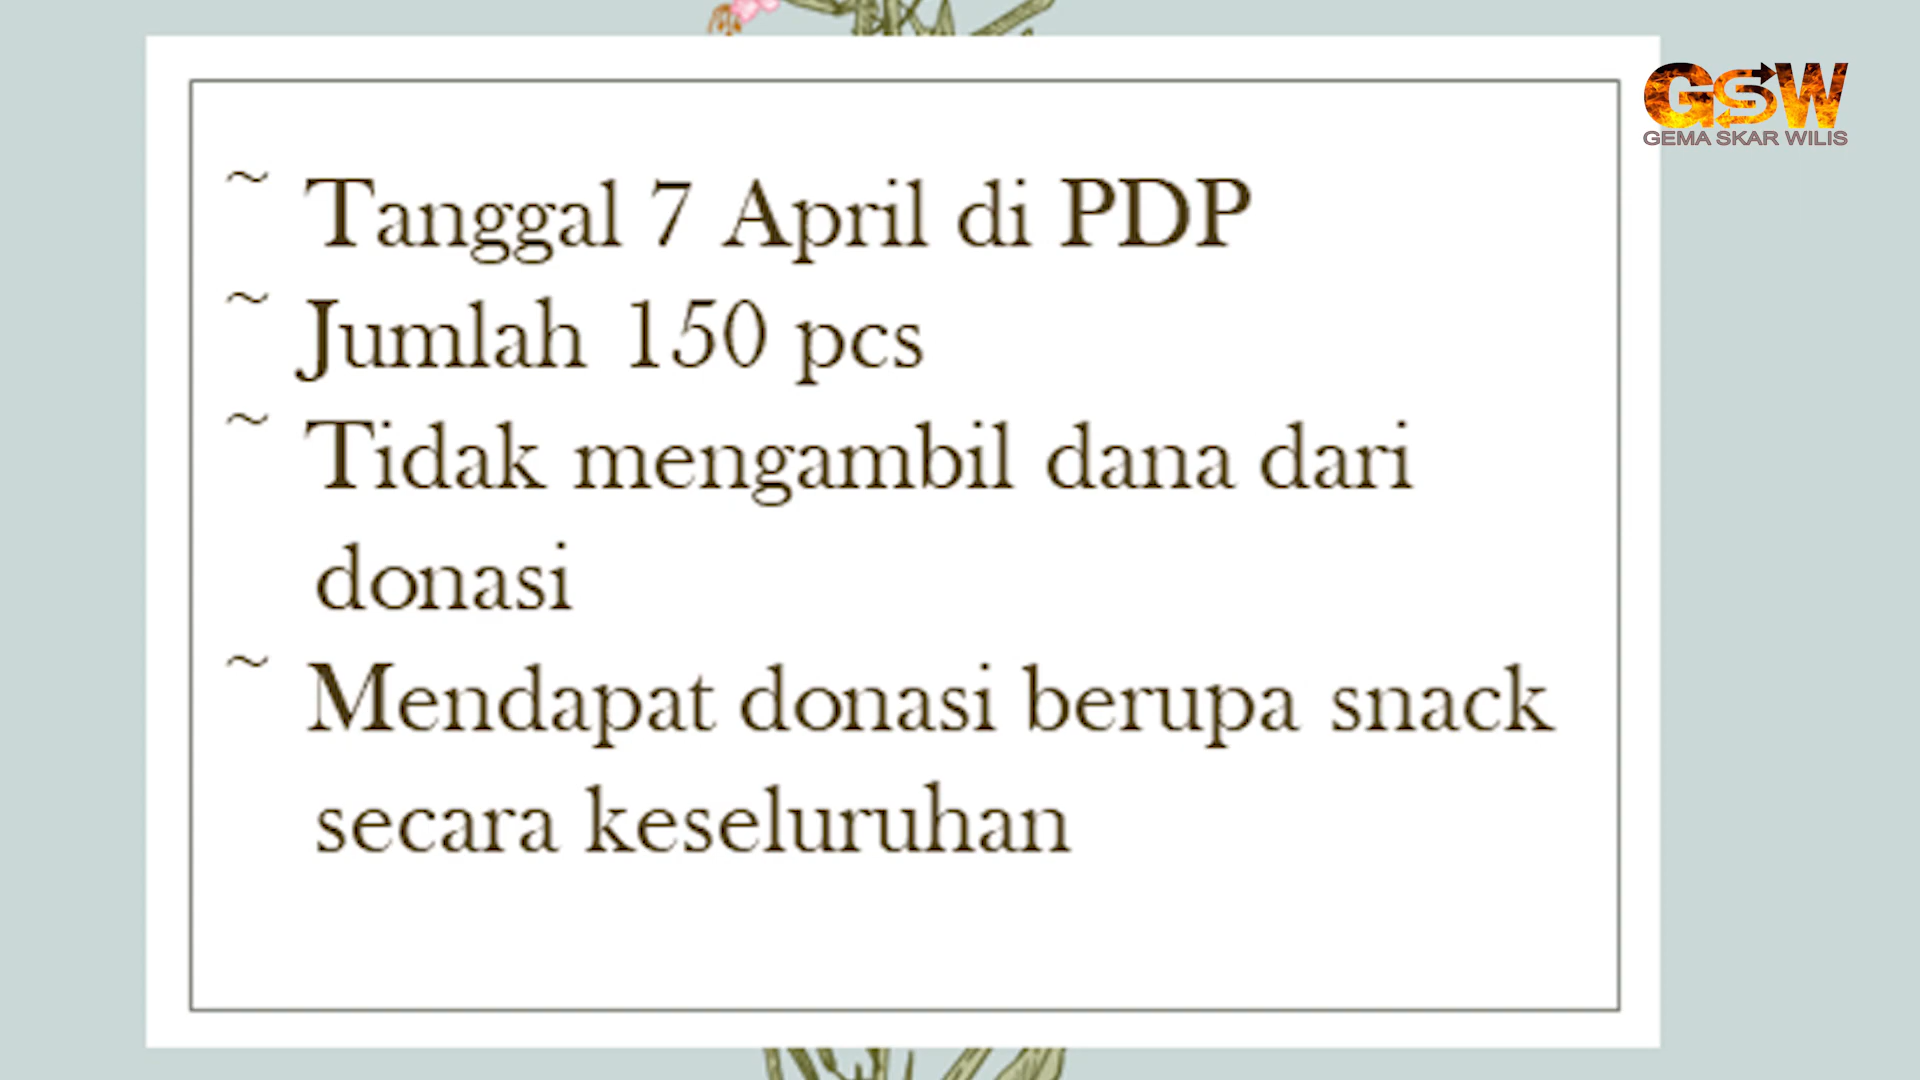 GSW
GEMA SKAR WILIS
~ Tanggal 7 April di PDP
~ Jumlah 150 pcs
~ Tidak mengambil dana dari
donasi
~ Mendapat donasi berupa snack
secara keseluruhan